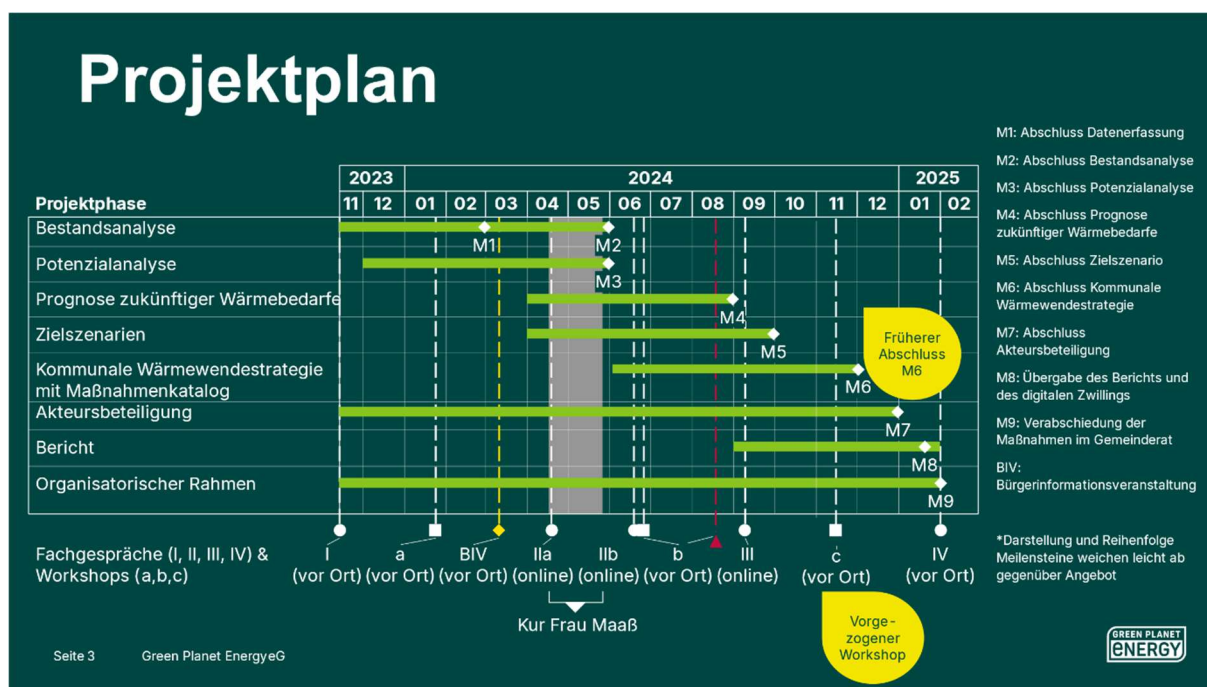 Projektplan
M1: Abschluss Datenerfassung
M2: Abschluss Bestandsanalyse
M3: Abschluss Potenzialanalyse
M4: Abschluss Prognose
zukünftiger Wärmebedarfe
M5: Abschluss Zielszenario
M6: Abschluss Kommunale
Wärmewendestrategie
M7: Abschluss
Akteursbeteiligung
M8: Übergabe des Berichts und
des digitalen Zwillings
M9: Verabschiedung der
Maßnahmen im Gemeinderat
BIV:
Bürgerinformationsveranstaltung
*Darstellung und Reihenfolge
Meilensteine weichen leicht ab
gegenüber Angebot
2023 2024 2025
Projektphase 11 12 01 02 03 04 05 06 07 08 09 10 11 12 01 02
Bestandsanalyse
M1 M2
Potenzialanalyse
M3
Prognose zukünftiger Wärmebedarfe
M4
Zielszenarien
M5
Kommunale Wärmewendestrategie
mit Maßnahmenkatalog
M6
Früherer
Abschluss
M6
Akteursbeteiligung
M7
Bericht
M8
Organisatorischer Rahmen
M9
Fachgespräche (I, II, III, IV) &
Workshops (a,b,c)
I a BIV IIa IIb b III c IV
(vor Ort) (vor Ort) (vor Ort) (online) (online) (vor Ort) (online) (vor Ort) (vor Ort)
Kur Frau Maaß
Vorge-
zogener
Workshop
Seite 3 Green Planet EnergyeG
GREEN PLANET
ENERGY